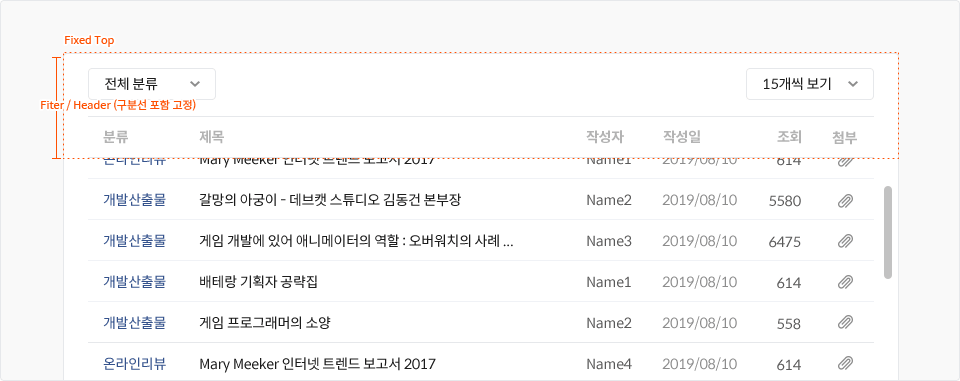 Fixed Top
전체 분류
15개씩 보기
Fiter / Header (구분선 포함 고정)
분류 제목 작성자 작성일 조회 첨부
온라인리뷰 Mary Meeker 인터넷 트렌드 보고서 2017 Name1 2019/08/10 614
개발산출물 갈망의 아궁이 - 데브캣 스튜디오 김동건 본부장 Name2 2019/08/10 5580
개발산출물 게임 개발에 있어 애니메이터의 역할 : 오버워치의 사례 ... Name3 2019/08/10 6475
개발산출물 배테랑 기획자 공략집 Name1 2019/08/10 614
개발산출물 게임 프로그래머의 소양 Name2 2019/08/10 558
온라인리뷰 Mary Meeker 인터넷 트렌드 보고서 2017 Name4 2019/08/10 614